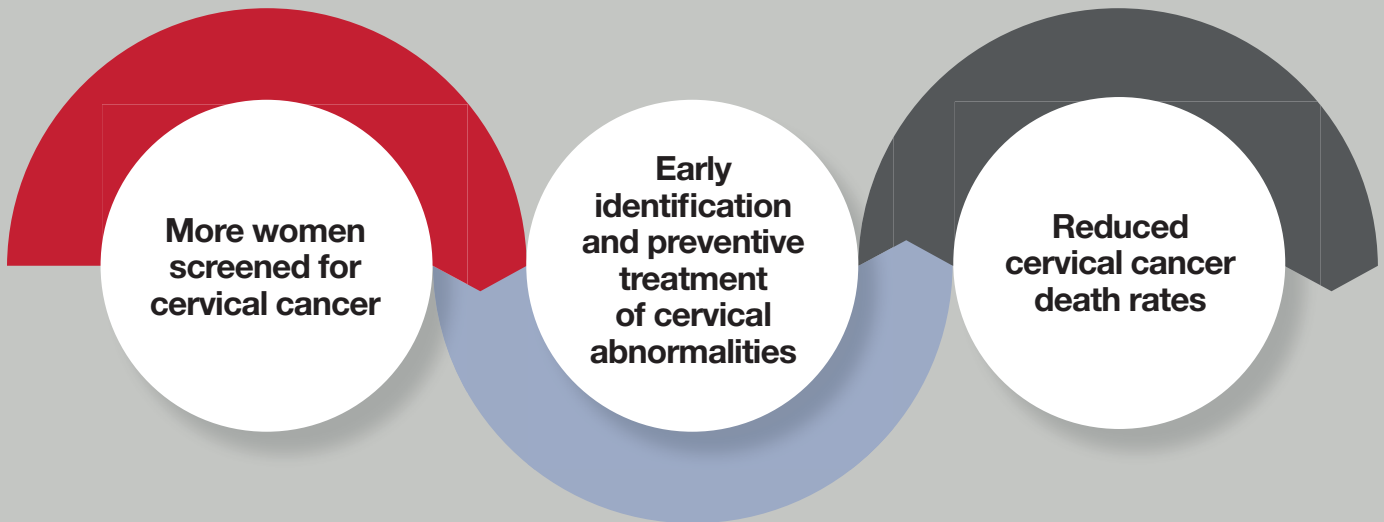 More women
screened for
cervical cancer
Early
identification
and preventive
treatment
of cervical
abnormalities
Reduced
cervical cancer
death rates